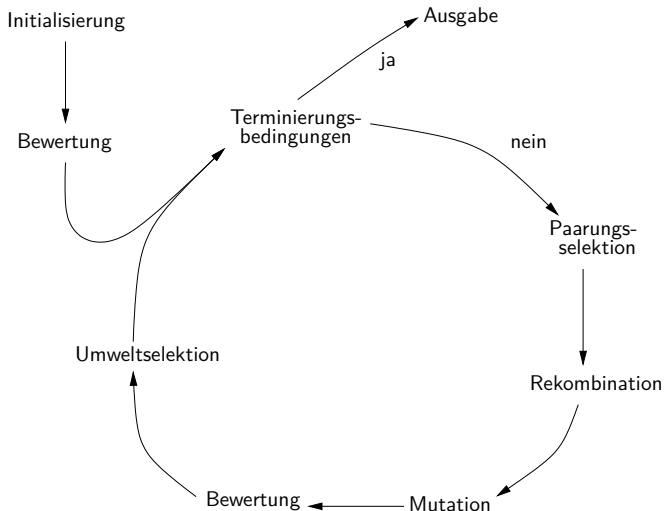 Initialisierung
Ausgabe
ja
Terminierungs-
bedingungen
Bewertung
nein
Paarungs-
selektion
Umweltselektion
Rekombination
Bewertung
Mutation